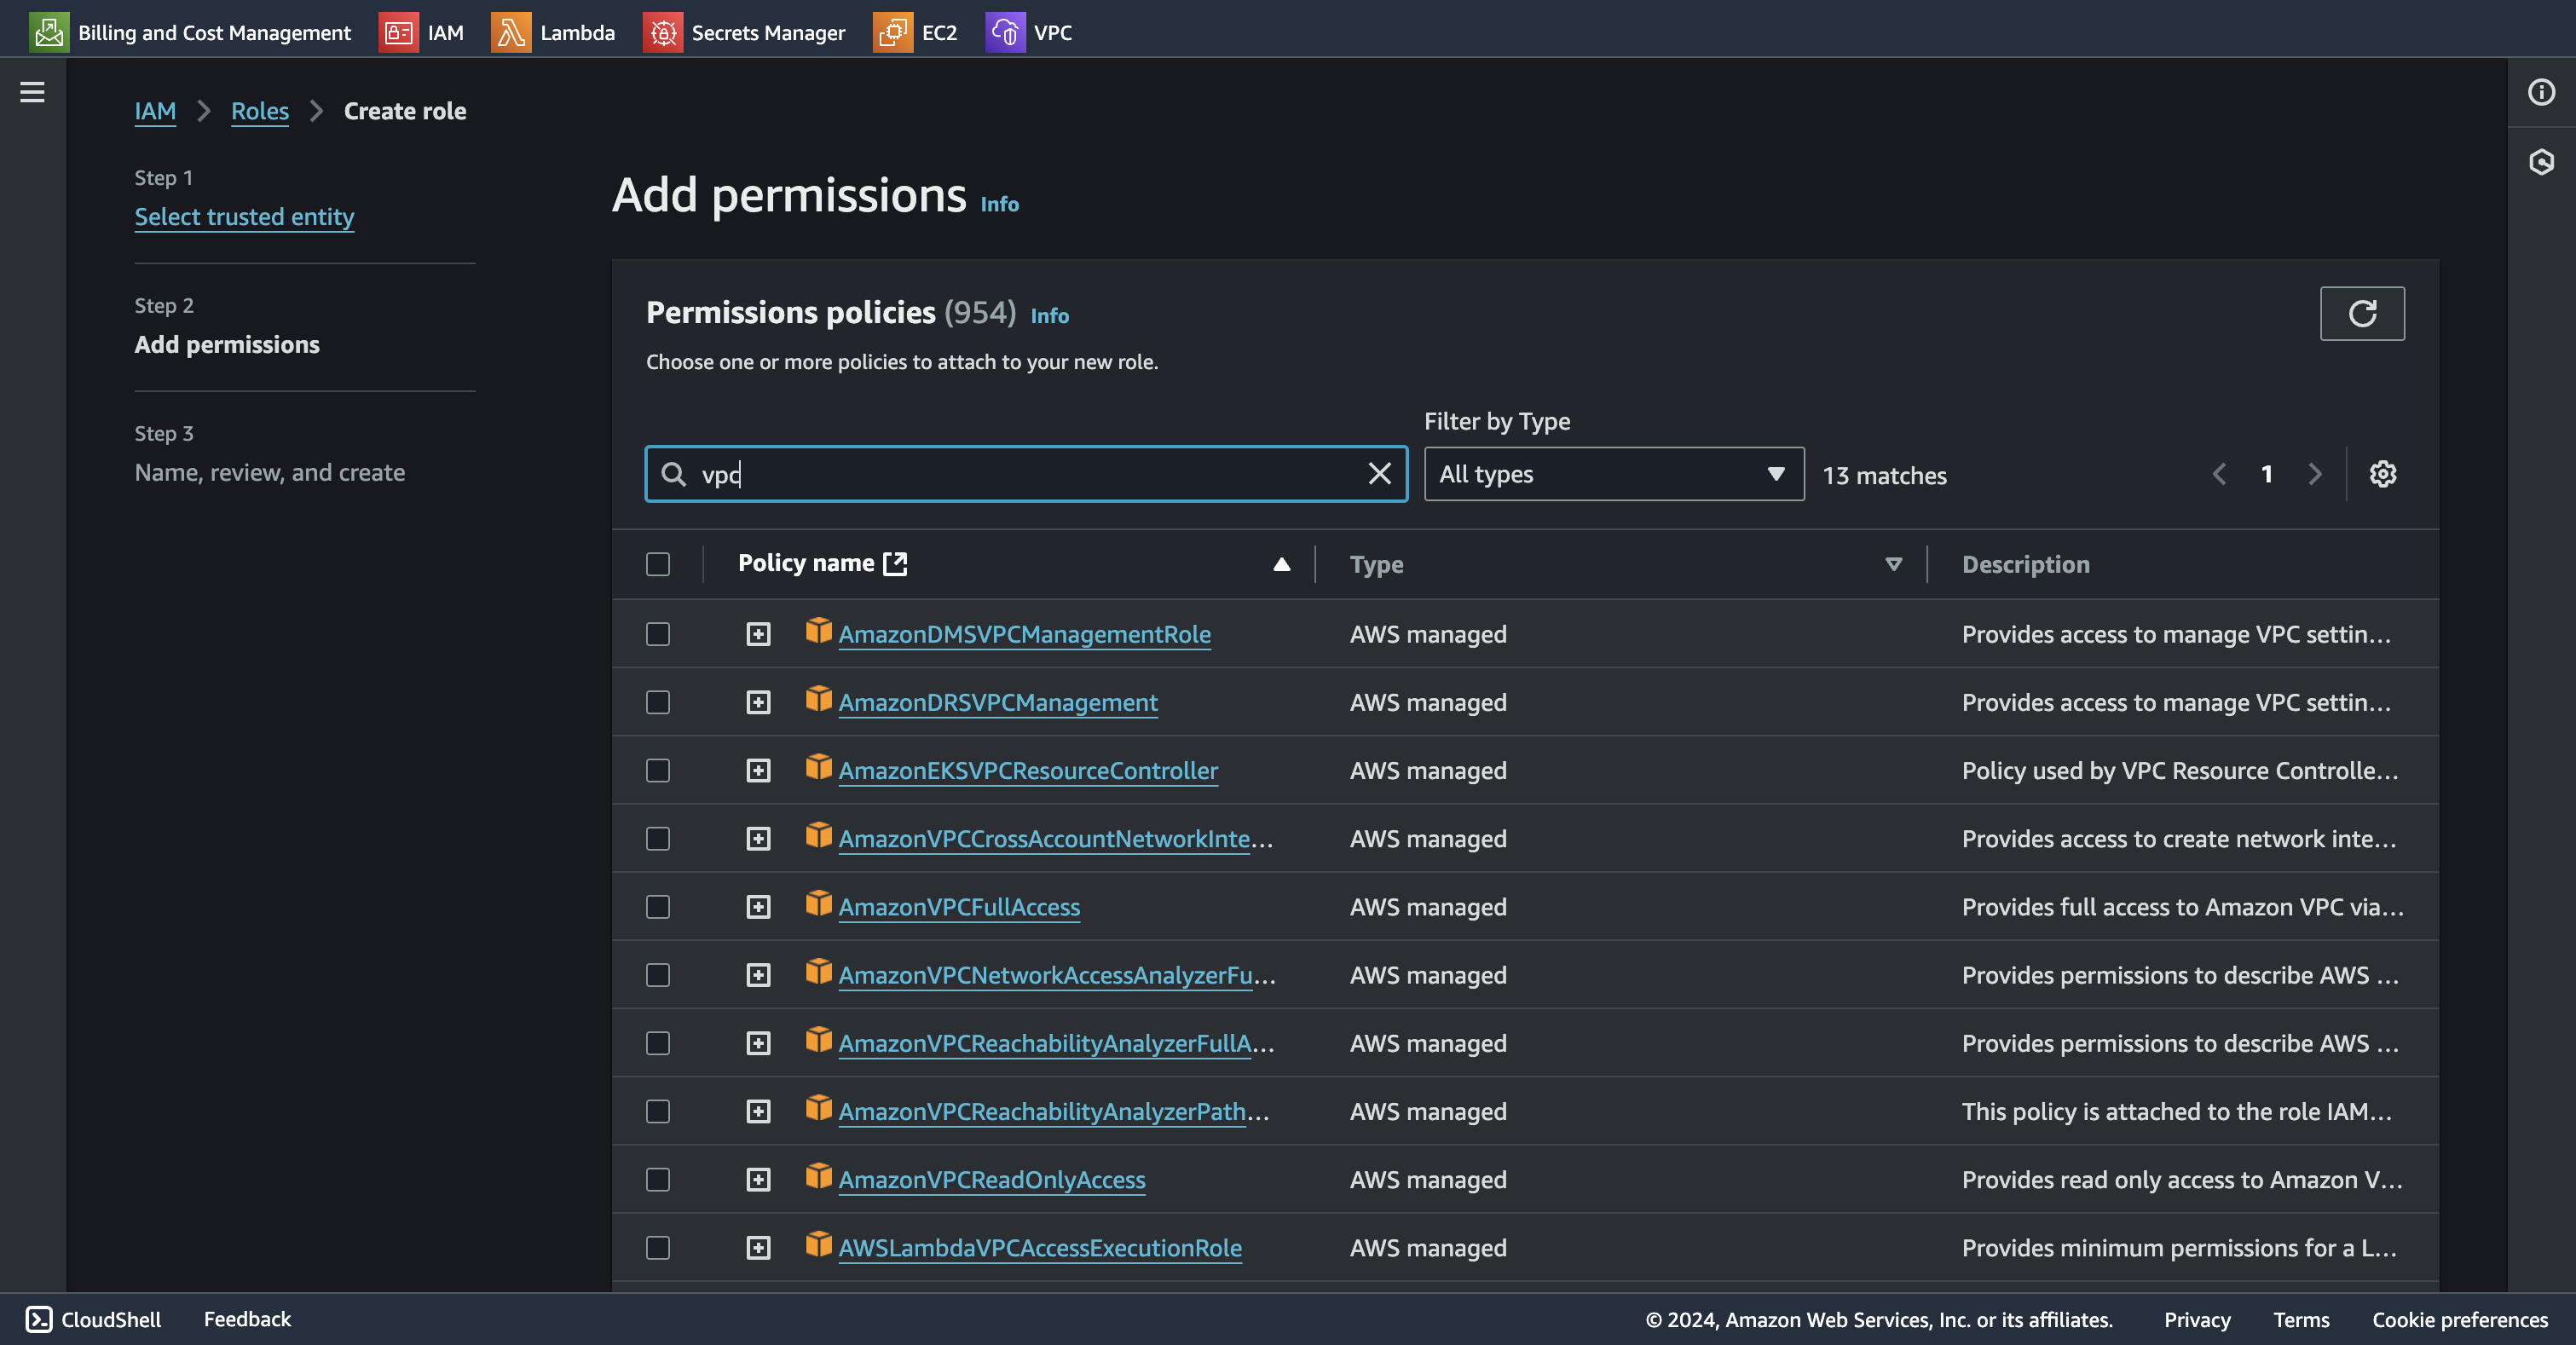 Billing and Cost Management IAM Lambda Secrets Manager EC2 VPC
IAM Roles Create role
Step 1
Select trusted entity
Step 2
Add permissions
Step 3
Name, review, and create
Add permissions Info
Permissions policies (954) Info
Choose one or more policies to attach to your new role.
Filter by Type
vpc All types 13 matches 1
Policy name Type Description
AmazonDMSVPCManagementRole AWS managed Provides access to manage VPC settin...
AmazonDRSVPCManagement AWS managed Provides access to manage VPC settin...
AmazonEKSVPCResourceController AWS managed Policy used by VPC Resource Controlle...
AmazonVPCCrossAccountNetworkInte... AWS managed Provides access to create network inte...
AmazonVPCFullAccess AWS managed Provides full access to Amazon VPC via...
AmazonVPCNetworkAccessAnalyzerFu... AWS managed Provides permissions to describe AWS ...
AmazonVPCReachabilityAnalyzerFullA... AWS managed Provides permissions to describe AWS ...
AmazonVPCReachabilityAnalyzerPath... AWS managed This policy is attached to the role IAM...
AmazonVPCReadOnlyAccess AWS managed Provides read only access to Amazon V...
AWSLambdaVPCAccessExecutionRole AWS managed Provides minimum permissions for a L...
CloudShell Feedback © 2024, Amazon Web Services, Inc. or its affiliates. Privacy Terms Cookie preferences